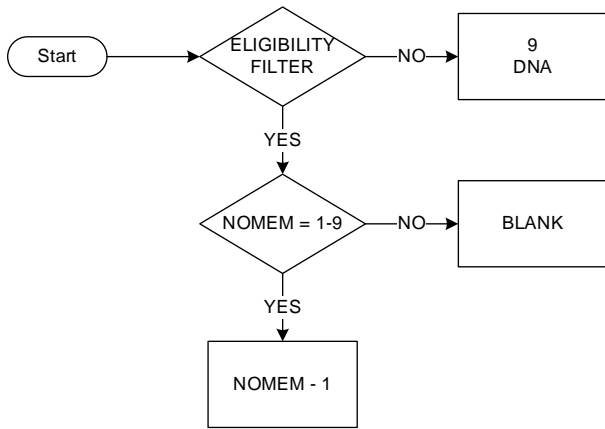 Start
ELIGIBILITY
FILTER
NO
9
DNA
YES
NOMEM = 1-9
NO
BLANK
YES
NOMEM - 1